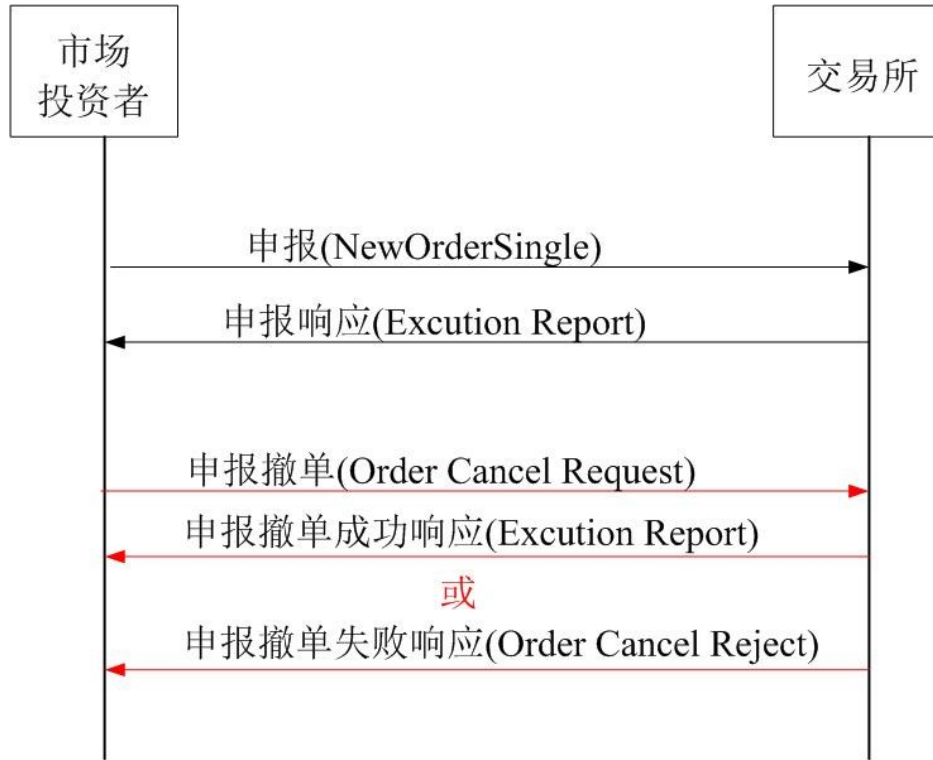 市场
投资者
交易所
申报(NewOrderSingle)
申报响应(Excution Report)
申报撤单(Order Cancel Request)
申报撤单成功响应(Excution Report)
或
申报撤单失败响应(Order Cancel Reject)